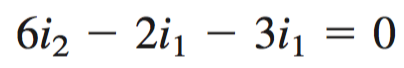 6i₂ − 2i₁ − 3i₁ = 0